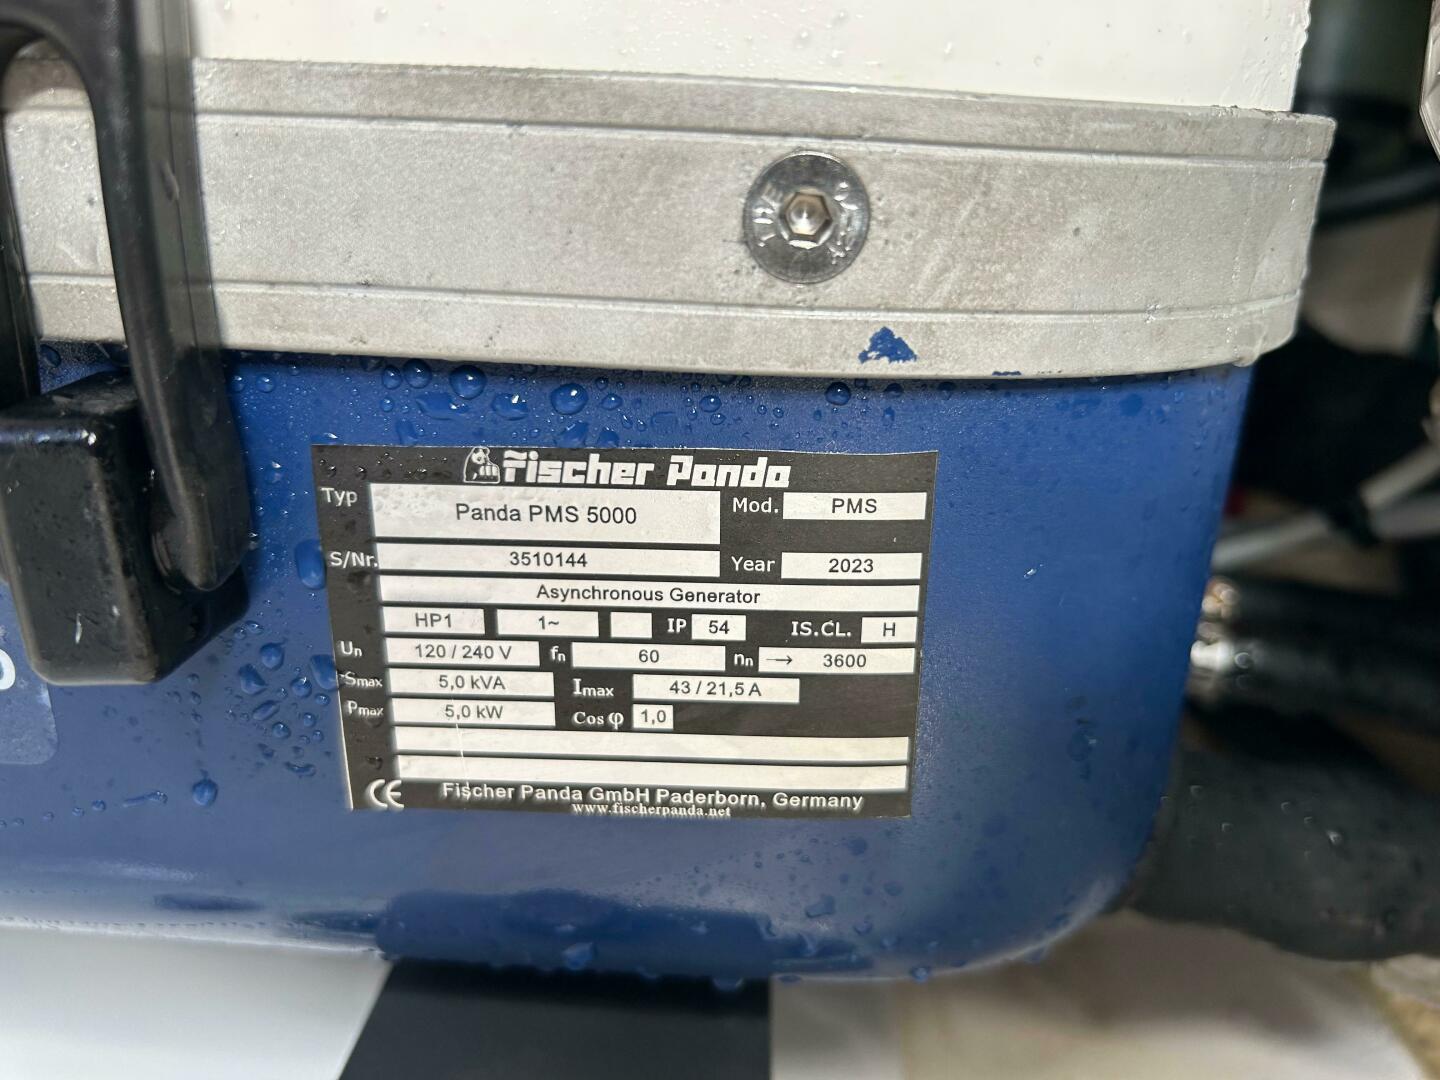 Fischer Panda
Typ Panda PMS 5000 Mod. PMS
S/Nr. 3510144 Year 2023
Asynchronous Generator
HP1 1~ IP 54 IS.CL. H
Un 120 / 240 V fn 60 nn → 3600
Smax 5,0 kVA Imax 43 / 21,5 A
Pmax 5,0 kW Cos φ 1,0
CE Fischer Panda GmbH Paderborn, Germany
www.fischerpanda.net